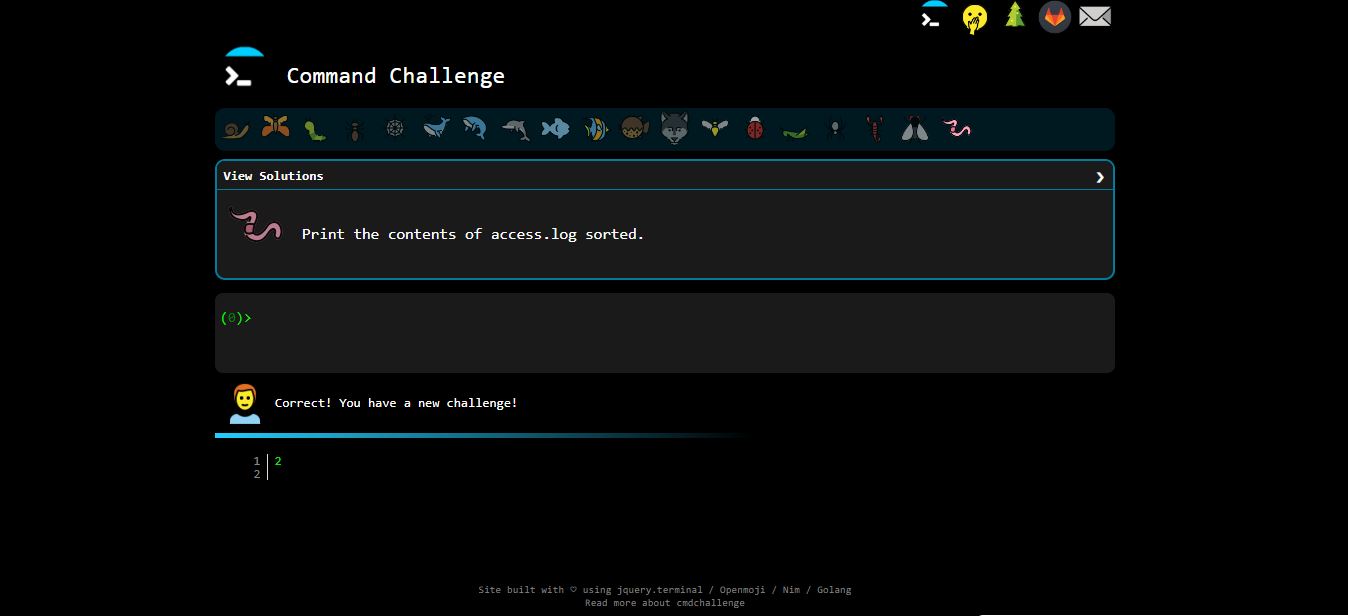 Command Challenge
View Solutions
Print the contents of access.log sorted.
(0)>
Correct! You have a new challenge!
1 2
2
Site built with ♡ using jquery.terminal / Openmoji / Nim / Golang
Read more about cmdchallenge